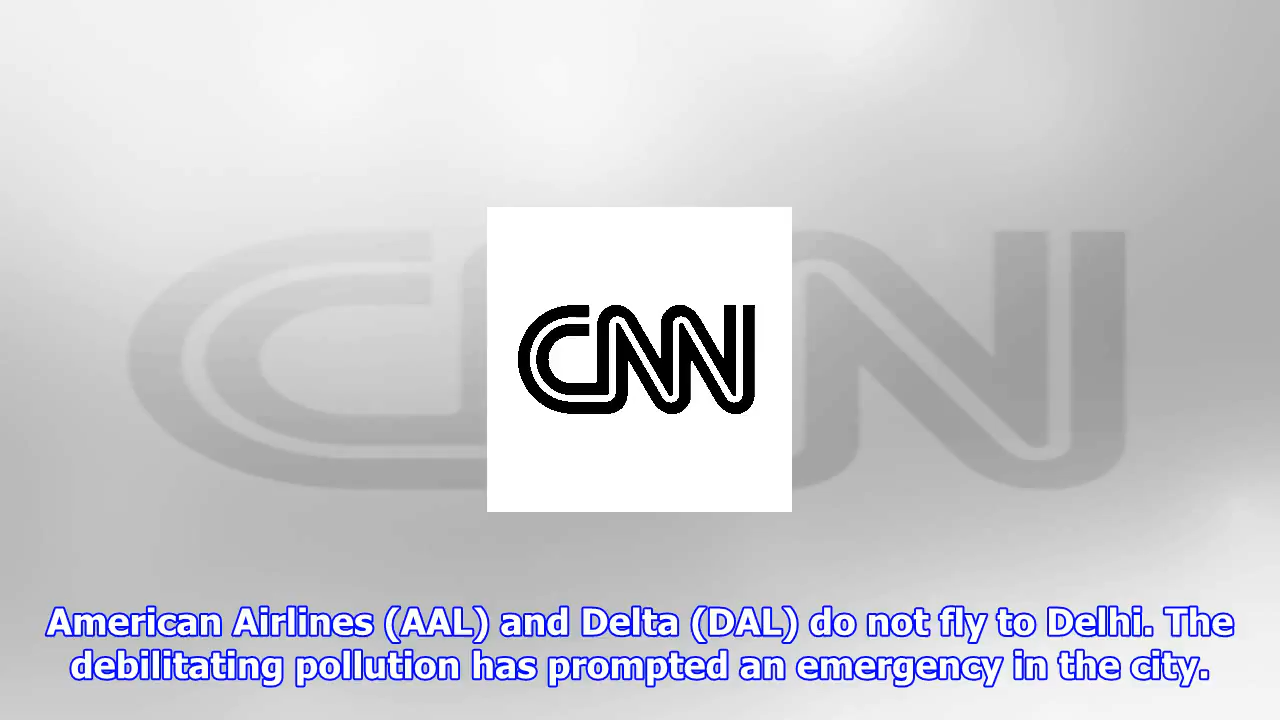 CNN
American Airlines (AAL) and Delta (DAL) do not fly to Delhi. The
debilitating pollution has prompted an emergency in the city.